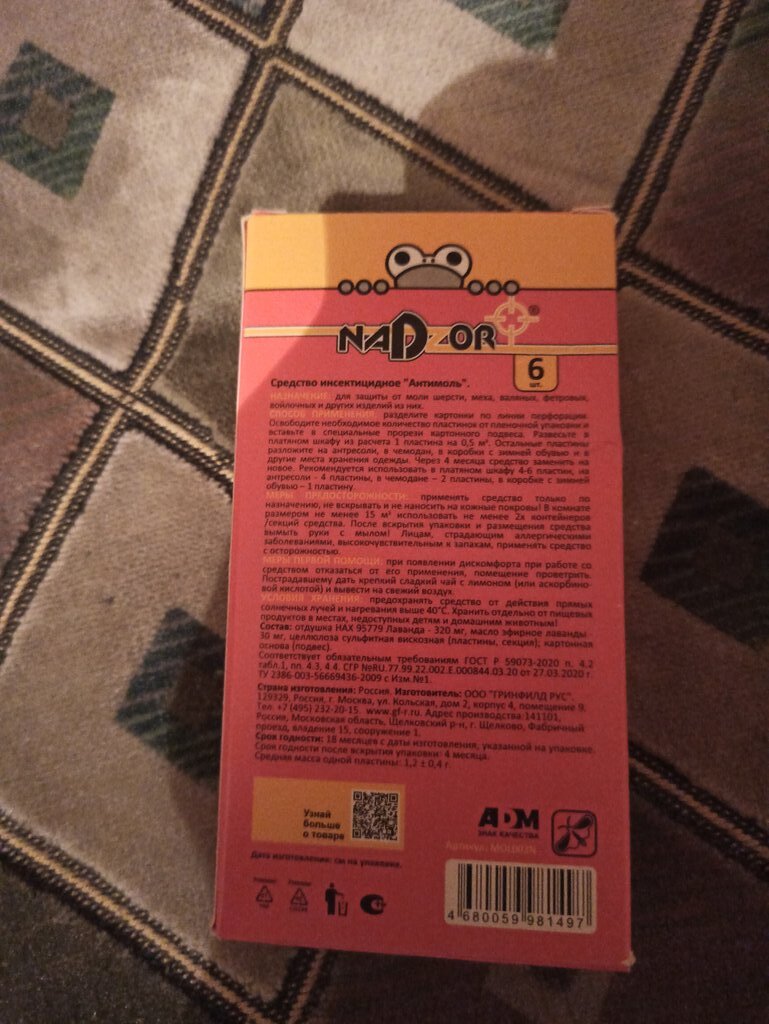 NADZOR
®
6
шт.
Средство инсектицидное "Антимоль".
НАЗНАЧЕНИЕ: для защиты от моли шерсти, меха, валяных, фетровых,
войлочных и других изделий из них.
СПОСОБ ПРИМЕНЕНИЯ: разделите картонки по линии перфорации.
Освободите необходимое количество пластинок от пленочной упаковки и
вставьте в специальные прорези картонного подвеса. Развесьте в
платяном шкафу из расчета 1 пластина на 0,5 м². Остальные пластины
разложите на антресоли, в чемодан, в коробки с зимней обувью и в
другие места хранения одежды. Через 4 месяца средство заменить на
новое. Рекомендуется использовать в платяном шкафу 4-6 пластин, на
антресоли - 4 пластины, в чемодане – 2 пластины, в коробке с зимней
обувью – 1 пластину.
МЕРЫ ПРЕДОСТОРОЖНОСТИ: применять средство только по
назначению, не вскрывать и не наносить на кожные покровы! В комнате
размером не менее 15 м² использовать не менее 2х контейнеров
/секций средства. После вскрытия упаковки и размещения средства
вымыть руки с мылом! Лицам, страдающим аллергическими
заболеваниями, высокочувствительным к запахам, применять средство
с осторожностью.
МЕРЫ ПЕРВОЙ ПОМОЩИ: при появлении дискомфорта при работе со
средством отказаться от его применения, помещение проветрить.
Пострадавшему дать крепкий сладкий чай с лимоном (или аскорбино-
вой кислотой) и вывести на свежий воздух.
УСЛОВИЯ ХРАНЕНИЯ: предохранять средство от действия прямых
солнечных лучей и нагревания выше 40°С. Хранить отдельно от пищевых
продуктов в местах, недоступных детям и домашним животным!
Состав: отдушка НАХ 95779 Лаванда - 320 мг, масло эфирное лаванды
30 мг, целлюлоза сульфитная вискозная (пластины, секция); картонная
основа (подвес).
Соответствует обязательным требованиям ГОСТ Р 59073-2020 п. 4.2
табл.1, пп. 4.3, 4.4. СГР №RU.77.99.22.002.Е.000844.03.20 от 27.03.2020 г.
ТУ 2386-003-56669436-2009 с Изм.№1.
Страна изготовления: Россия. Изготовитель: ООО "ГРИНФИЛД РУС".
129329, Россия, г. Москва, ул. Кольская, дом 2, корпус 4, помещение 9.
Тел: +7 (495) 232-20-15. www.gf-r.ru. Адрес производства:141101,
Россия, Московская область, Щелковский р-н, г. Щелково, Фабричный
проезд, владение 15, сооружение 1.
Срок годности: 18 месяцев с даты изготовления, указанной на упаковке.
Срок годности после вскрытия упаковки: 4 месяца.
Средняя масса одной пластины: 1,2 ± 0,4 г.
Узнай
больше
о товаре
ADM
ЗНАК КАЧЕСТВА
Артикул: MOL003N
Дата изготовления: см на упаковке.
4 680059 981497